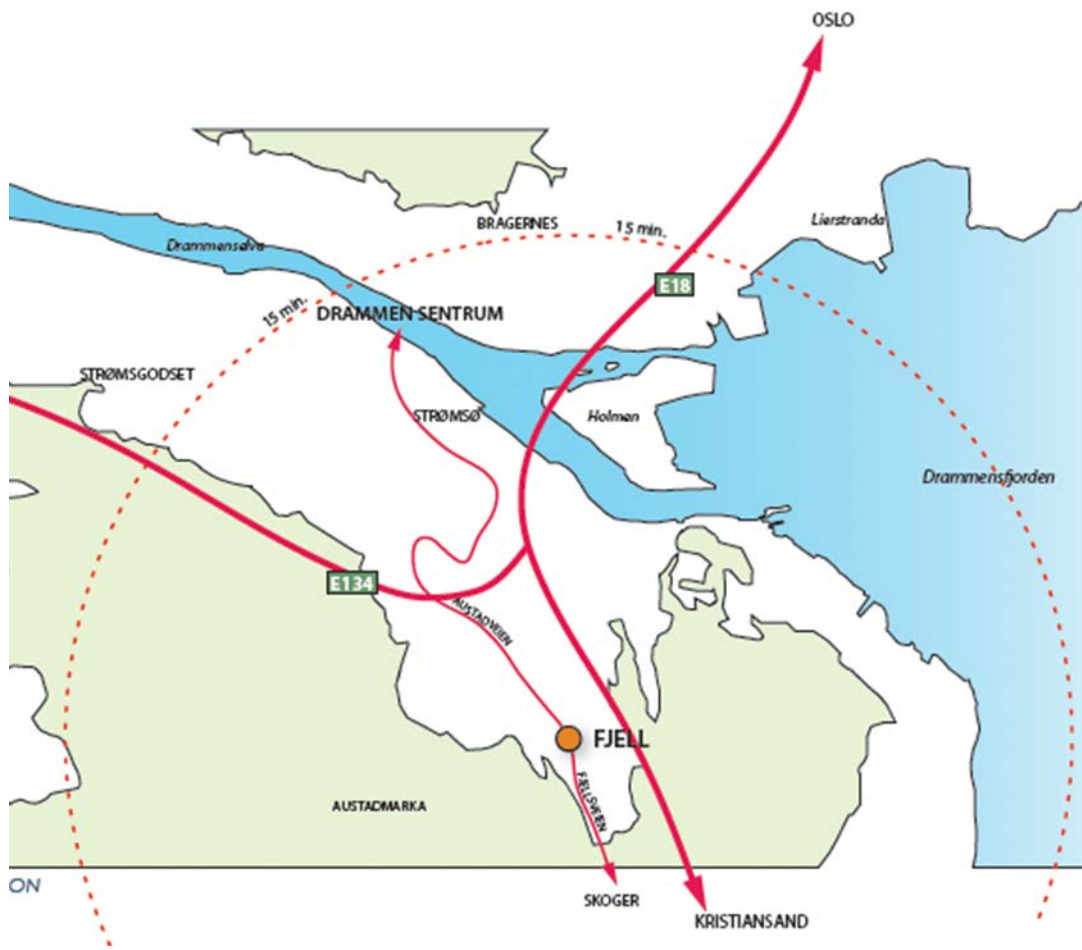 OSLO
BRAGERNES
15 min.
Lierstranda
Drammenselva
E18
15 min.
DRAMMEN SENTRUM
STRØMSGODSET
STRØMSØ
Holmen
Drammensfjorden
E134
AUSTADVEIEN
FJELL
FJELLSVEIEN
AUSTADMARKA
ON
SKOGER
KRISTIANSAND